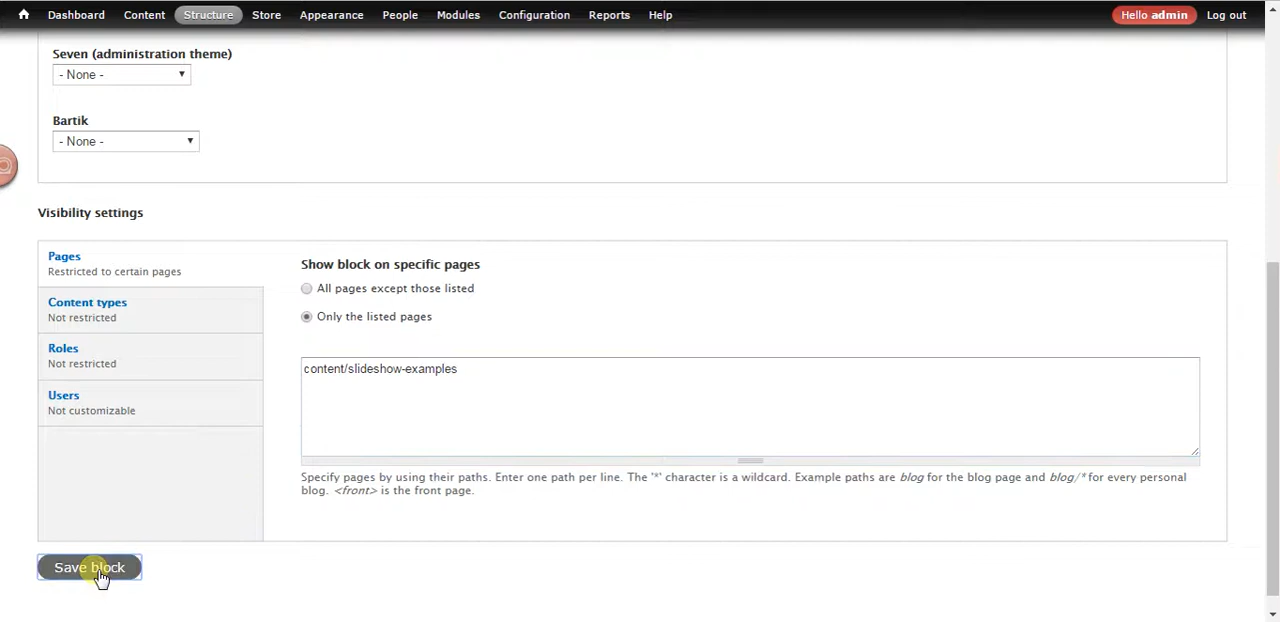 Dashboard Content Structure Store Appearance People Modules Configuration Reports Help Hello admin Log out
Seven (administration theme)
- None -
Bartik
- None -
Visibility settings
Pages
Restricted to certain pages
Content types
Not restricted
Roles
Not restricted
Users
Not customizable
Show block on specific pages
All pages except those listed
Only the listed pages
content/slideshow-examples
Specify pages by using their paths. Enter one path per line. The '*' character is a wildcard. Example paths are blog for the blog page and blog/* for every personal
blog. <front> is the front page.
Save block